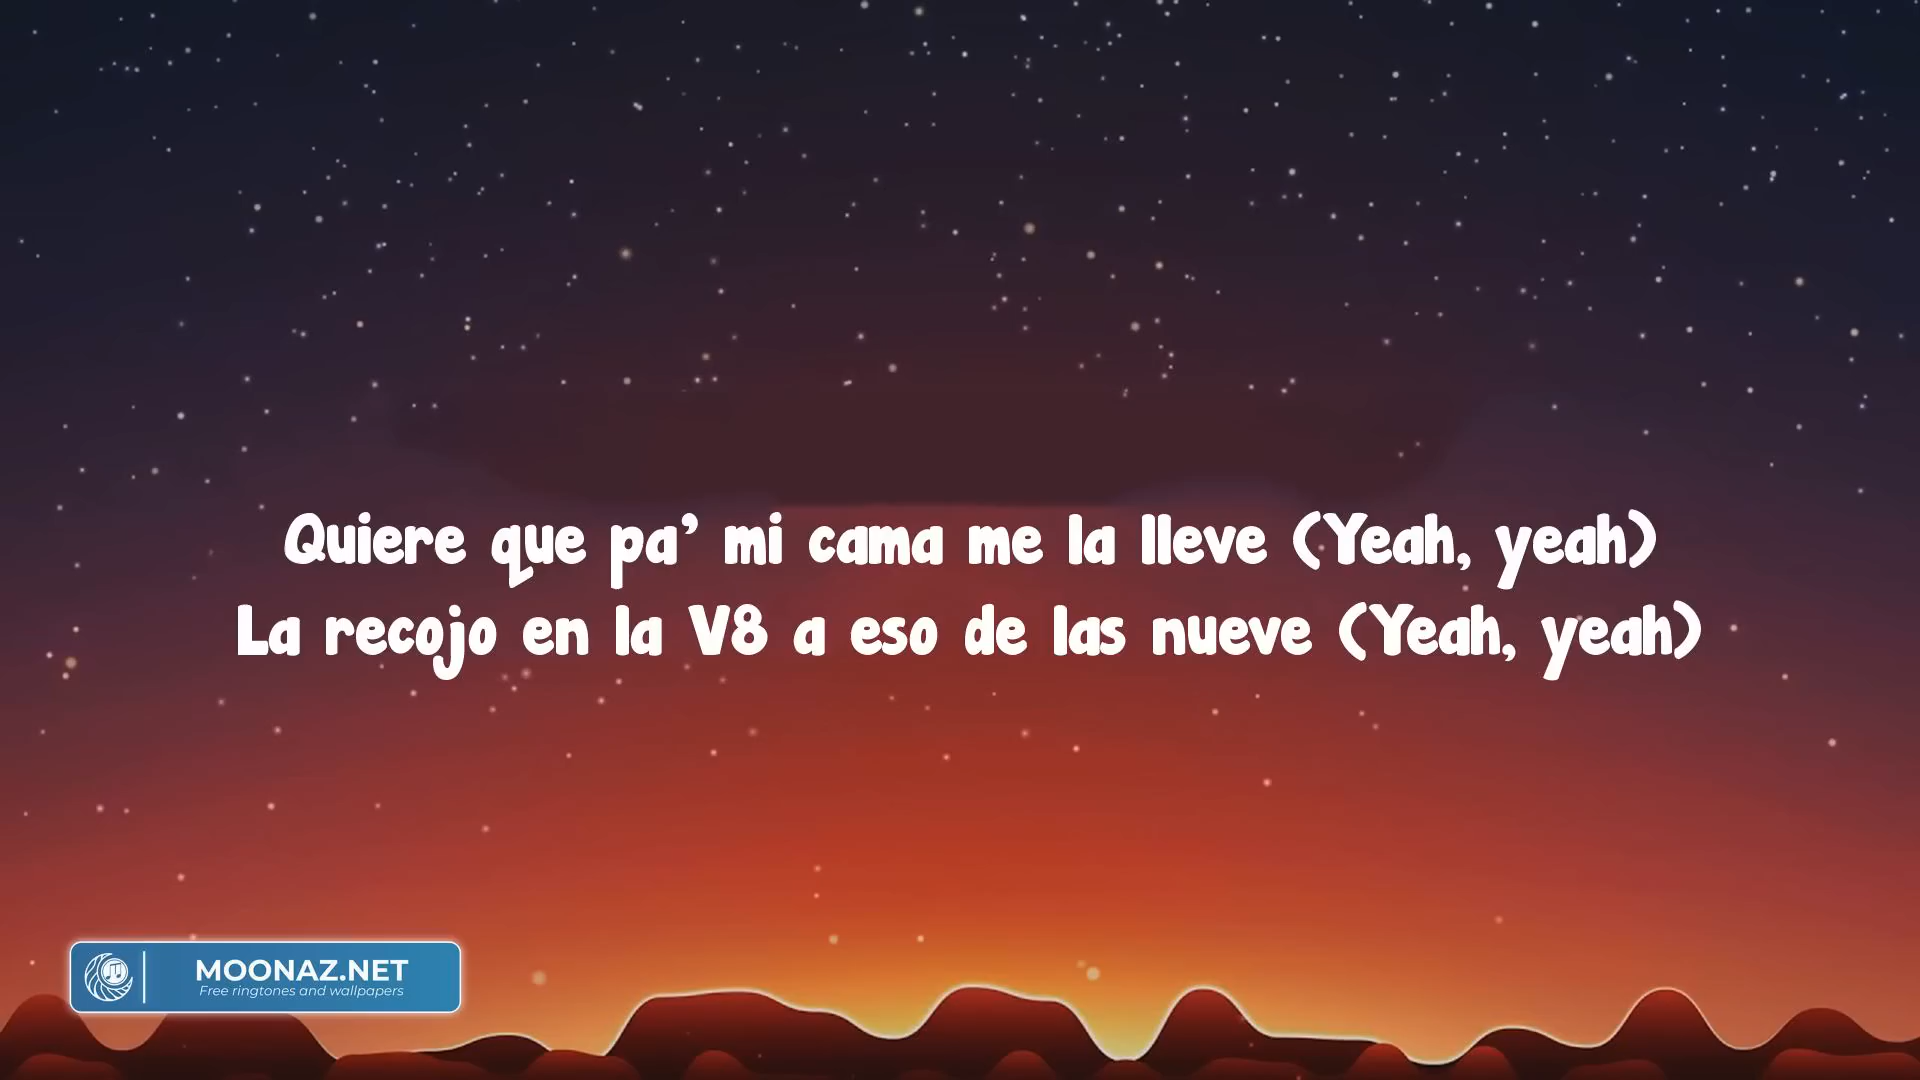 Quiere que pa’ mi cama me la lleve (Yeah, yeah)
La recojo en la V8 a eso de las nueve (Yeah, yeah)
MOONAZ.NET
Free ringtones and wallpapers